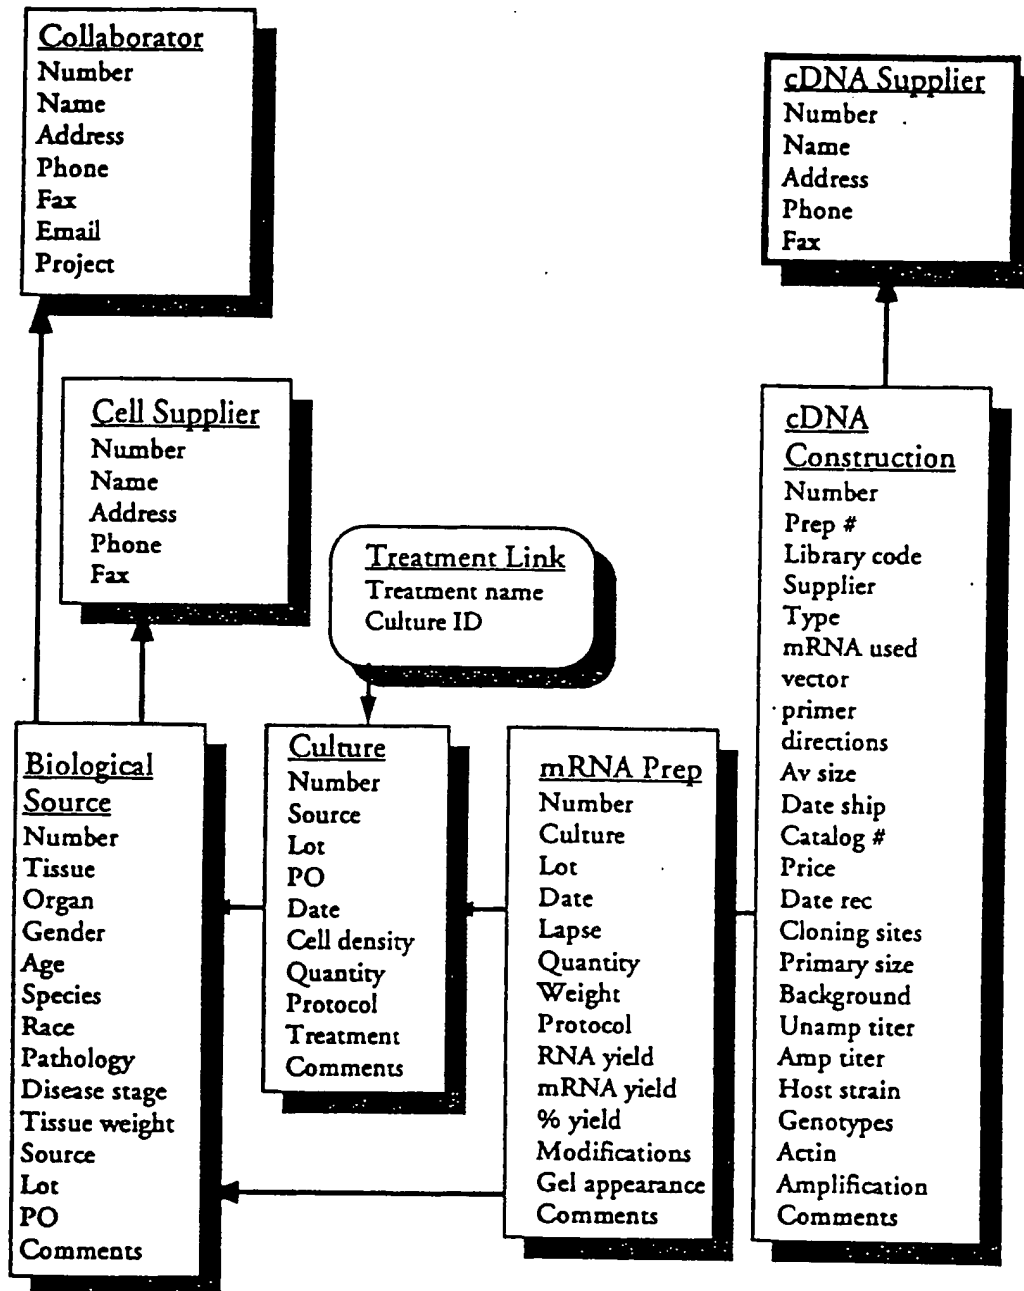 Collaborator
Number
Name
Address
Phone
Fax
Email
Project
cDNA Supplier
Number
Name
Address
Phone
Fax
Cell Supplier
Number
Name
Address
Phone
Fax
Treatment Link
Treatment name
Culture ID
Biological
Source
Number
Tissue
Organ
Gender
Age
Species
Race
Pathology
Disease stage
Tissue weight
Source
Lot
PO
Comments
Culture
Number
Source
Lot
PO
Date
Cell density
Quantity
Protocol
Treatment
Comments
mRNA Prep
Number
Culture
Lot
Date
Lapse
Quantity
Weight
Protocol
RNA yield
mRNA yield
% yield
Modifications
Gel appearance
Comments
cDNA
Construction
Number
Prep #
Library code
Supplier
Type
mRNA used
vector
primer
directions
Av size
Date ship
Catalog #
Price
Date rec
Cloning sites
Primary size
Background
Unamp titer
Amp titer
Host strain
Genotypes
Actin
Amplification
Comments